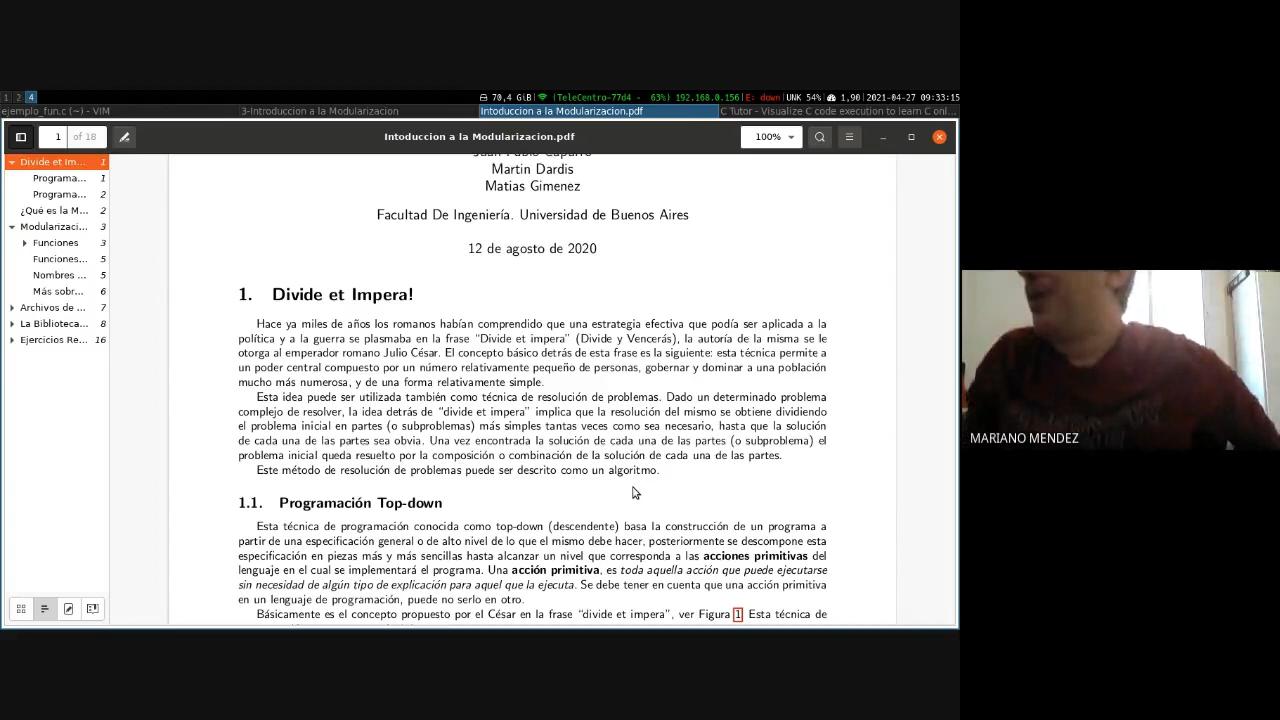 1 2 4 70,4 GiB (TeleCentro-77d4 - 63%) 192.168.0.156 E: down UNK 54% 1,90 2021-04-27 09:33:15
ejemplo_fun.c (~) - VIM 3-Introduccion a la Modularizacion Intoduccion a la Modularizacion.pdf C Tutor - Visualize C code execution to learn C onl...
1 of 18 Intoduccion a la Modularizacion.pdf 100%
Divide et Im... 1
Programa... 1
Programa... 2
¿Qué es la M... 2
Modularizaci... 3
Funciones 3
Funciones... 5
Nombres ... 5
Más sobr... 6
Archivos de ... 7
La Biblioteca... 8
Ejercicios Re... 16
Martin Dardis
Matias Gimenez
Facultad De Ingeniería. Universidad de Buenos Aires
12 de agosto de 2020
1. Divide et Impera!
Hace ya miles de años los romanos habían comprendido que una estrategia efectiva que podía ser aplicada a la
política y a la guerra se plasmaba en la frase “Divide et impera” (Divide y Vencerás), la autoría de la misma se le
otorga al emperador romano Julio César. El concepto básico detrás de esta frase es la siguiente: esta técnica permite a
un poder central compuesto por un número relativamente pequeño de personas, gobernar y dominar a una población
mucho más numerosa, y de una forma relativamente simple.
Esta idea puede ser utilizada también como técnica de resolución de problemas. Dado un determinado problema
complejo de resolver, la idea detrás de “divide et impera” implica que la resolución del mismo se obtiene dividiendo
el problema inicial en partes (o subproblemas) más simples tantas veces como sea necesario, hasta que la solución
de cada una de las partes sea obvia. Una vez encontrada la solución de cada una de las partes (o subproblema) el
problema inicial queda resuelto por la composición o combinación de la solución de cada una de las partes.
Este método de resolución de problemas puede ser descrito como un algoritmo.
1.1. Programación Top-down
Esta técnica de programación conocida como top-down (descendente) basa la construcción de un programa a
partir de una especificación general o de alto nivel de lo que el mismo debe hacer, posteriormente se descompone esta
especificación en piezas más y más sencillas hasta alcanzar un nivel que corresponda a las acciones primitivas del
lenguaje en el cual se implementará el programa. Una acción primitiva, es toda aquella acción que puede ejecutarse
sin necesidad de algún tipo de explicación para aquel que la ejecuta. Se debe tener en cuenta que una acción primitiva
en un lenguaje de programación, puede no serlo en otro.
Básicamente es el concepto propuesto por el César en la frase “divide et impera”, ver Figura 1 Esta técnica de
MARIANO MENDEZ